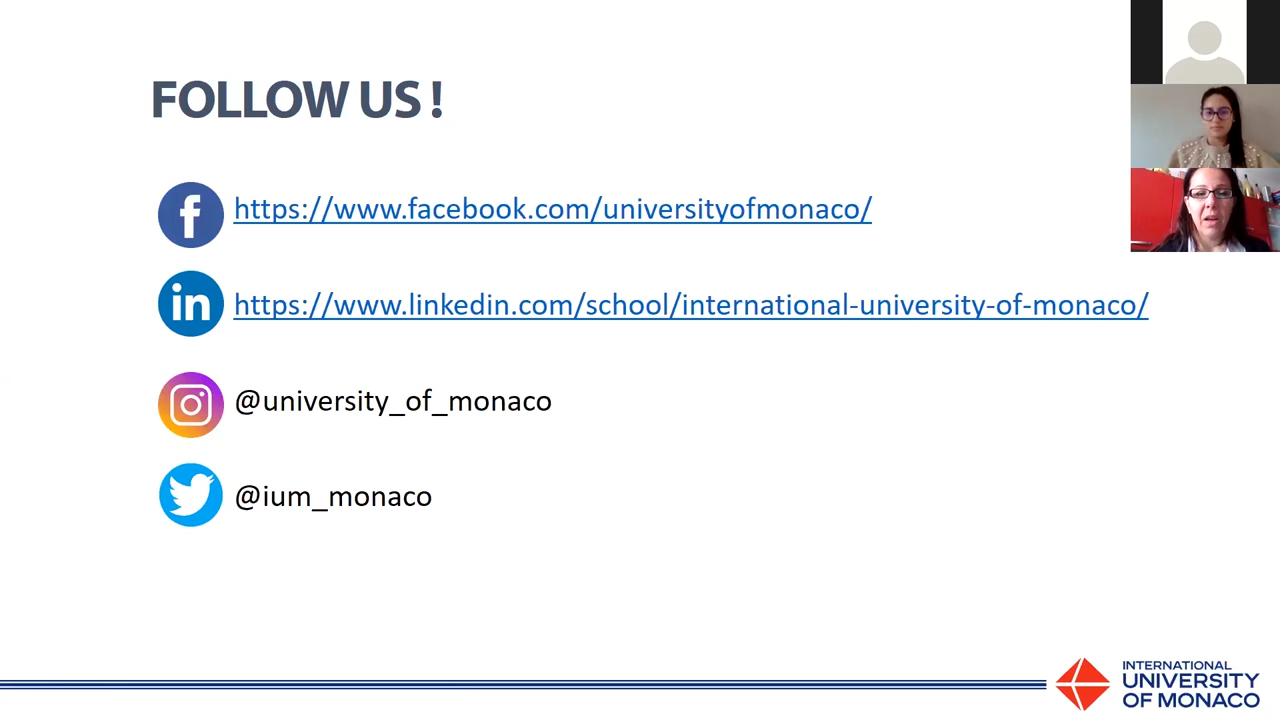 FOLLOW US !
https://www.facebook.com/universityofmonaco/
in https://www.linkedin.com/school/international-university-of-monaco/
@university_of_monaco
@ium_monaco
INTERNATIONAL
UNIVERSITY
OF MONACO